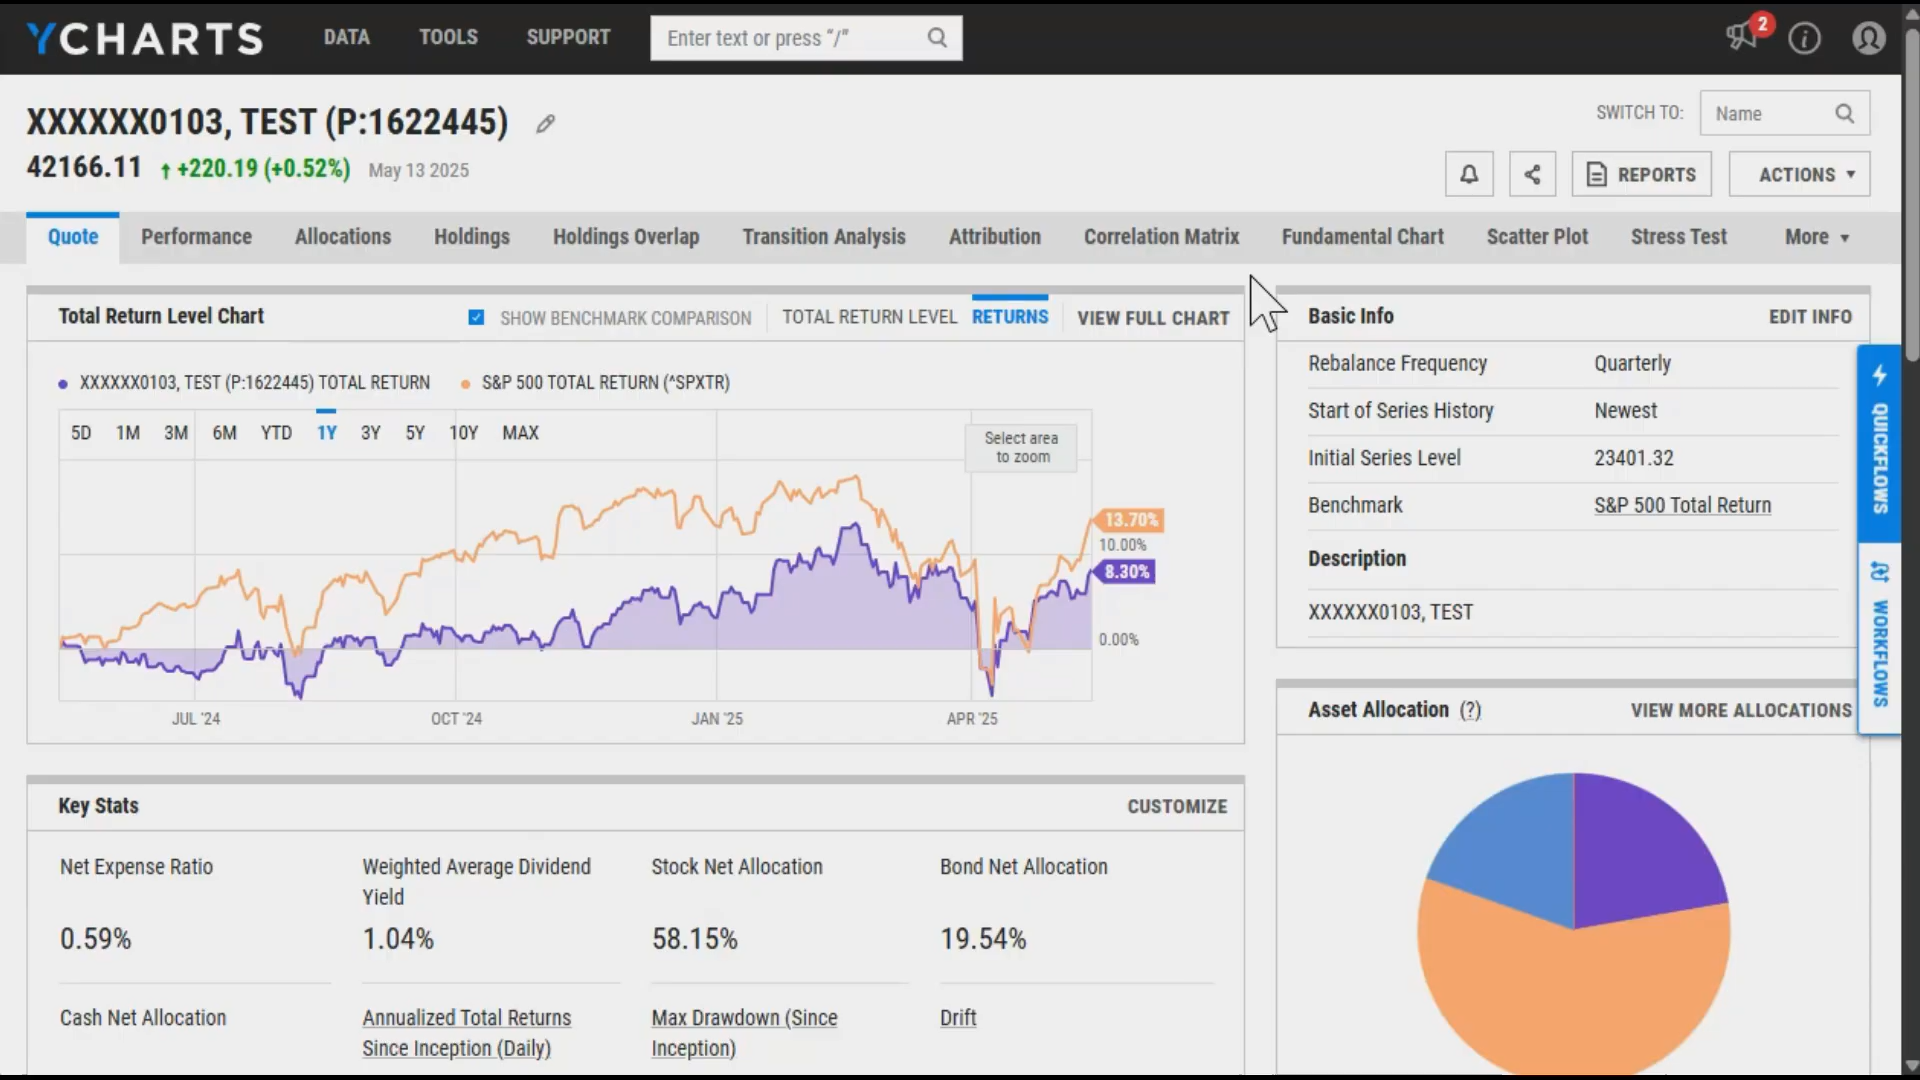 YCHARTS DATA TOOLS SUPPORT Enter text or press “/” 2
XXXXXX0103, TEST (P:1622445)
SWITCH TO: Name
42166.11 +220.19 (+0.52%) May 13 2025
REPORTS ACTIONS
Quote Performance Allocations Holdings Holdings Overlap Transition Analysis Attribution Correlation Matrix Fundamental Chart Scatter Plot Stress Test More
Total Return Level Chart SHOW BENCHMARK COMPARISON TOTAL RETURN LEVEL RETURNS VIEW FULL CHART
XXXXXX0103, TEST (P:1622445) TOTAL RETURN S&P 500 TOTAL RETURN (^SPXTR)
5D 1M 3M 6M YTD 1Y 3Y 5Y 10Y MAX
Select area
to zoom
13.70%
10.00%
8.30%
0.00%
JUL '24 OCT '24 JAN '25 APR '25
Basic Info EDIT INFO
Rebalance Frequency Quarterly
Start of Series History Newest
Initial Series Level 23401.32
Benchmark S&P 500 Total Return
Description
XXXXXX0103, TEST
QUICKFLOWS
WORKFLOWS
Key Stats CUSTOMIZE
Net Expense Ratio
0.59%
Weighted Average Dividend
Yield
1.04%
Stock Net Allocation
58.15%
Bond Net Allocation
19.54%
Cash Net Allocation
Annualized Total Returns
Since Inception (Daily)
Max Drawdown (Since
Inception)
Drift
Asset Allocation (?) VIEW MORE ALLOCATIONS